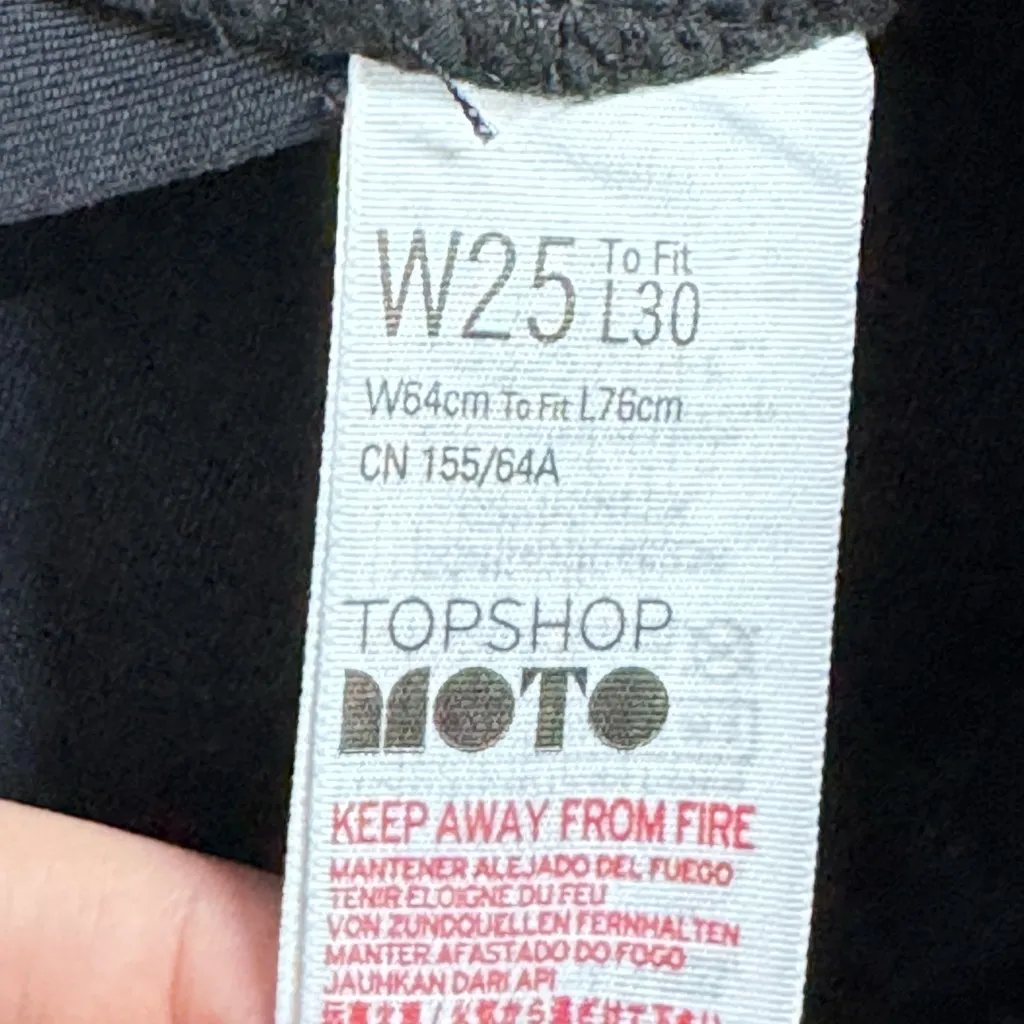 W25 To Fit L30
W64cm To Fit L76cm
CN 155/64A
TOPSHOP
MOTO
KEEP AWAY FROM FIRE
MANTENER ALEJADO DEL FUEGO
TENIR ELOIGNE DU FEU
VON ZUNDQUELLEN FERNHALTEN
MANTER AFASTADO DO FOGO
JAUHKAN DARI API